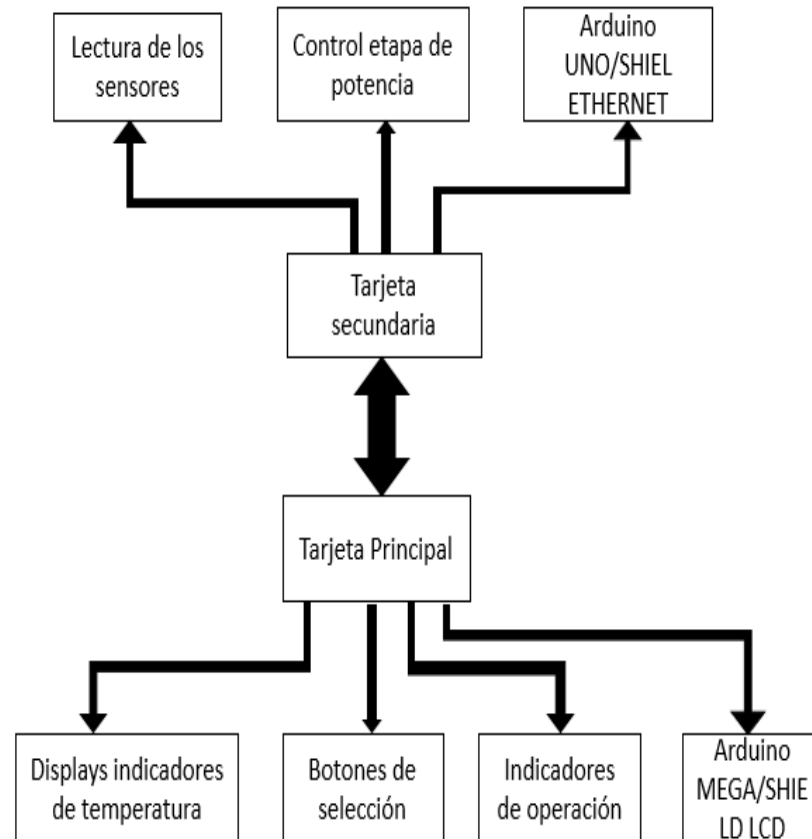 Lectura de los
sensores
Control etapa de
potencia
Arduino
UNO/SHIEL
ETHERNET
Tarjeta
secundaria
Tarjeta Principal
Displays indicadores
de temperatura
Botones de
selección
Indicadores
de operación
Arduino
MEGA/SHIE
LD LCD